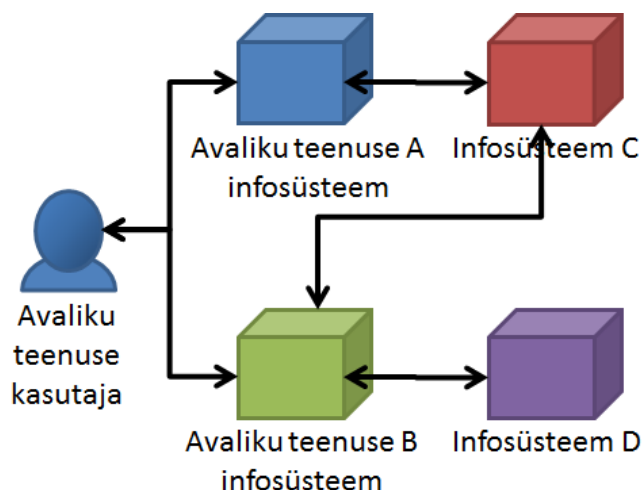 Avaliku teenuse A
infosüsteem
Infosüsteem C
Avaliku
teenuse
kasutaja
Avaliku teenuse B
infosüsteem
Infosüsteem D